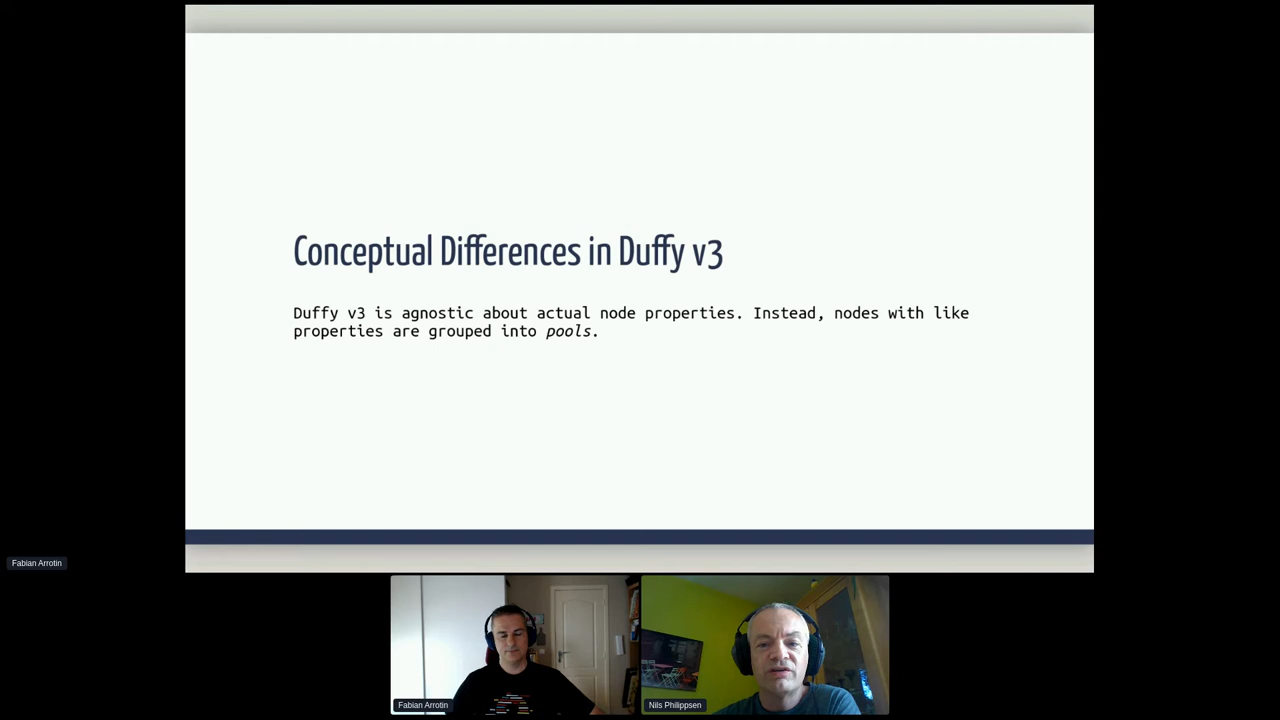 Conceptual Differences in Duffy v3
Duffy v3 is agnostic about actual node properties. Instead, nodes with like
properties are grouped into pools.
Fabian Arrotin
Fabian Arrotin
Nils Philippsen